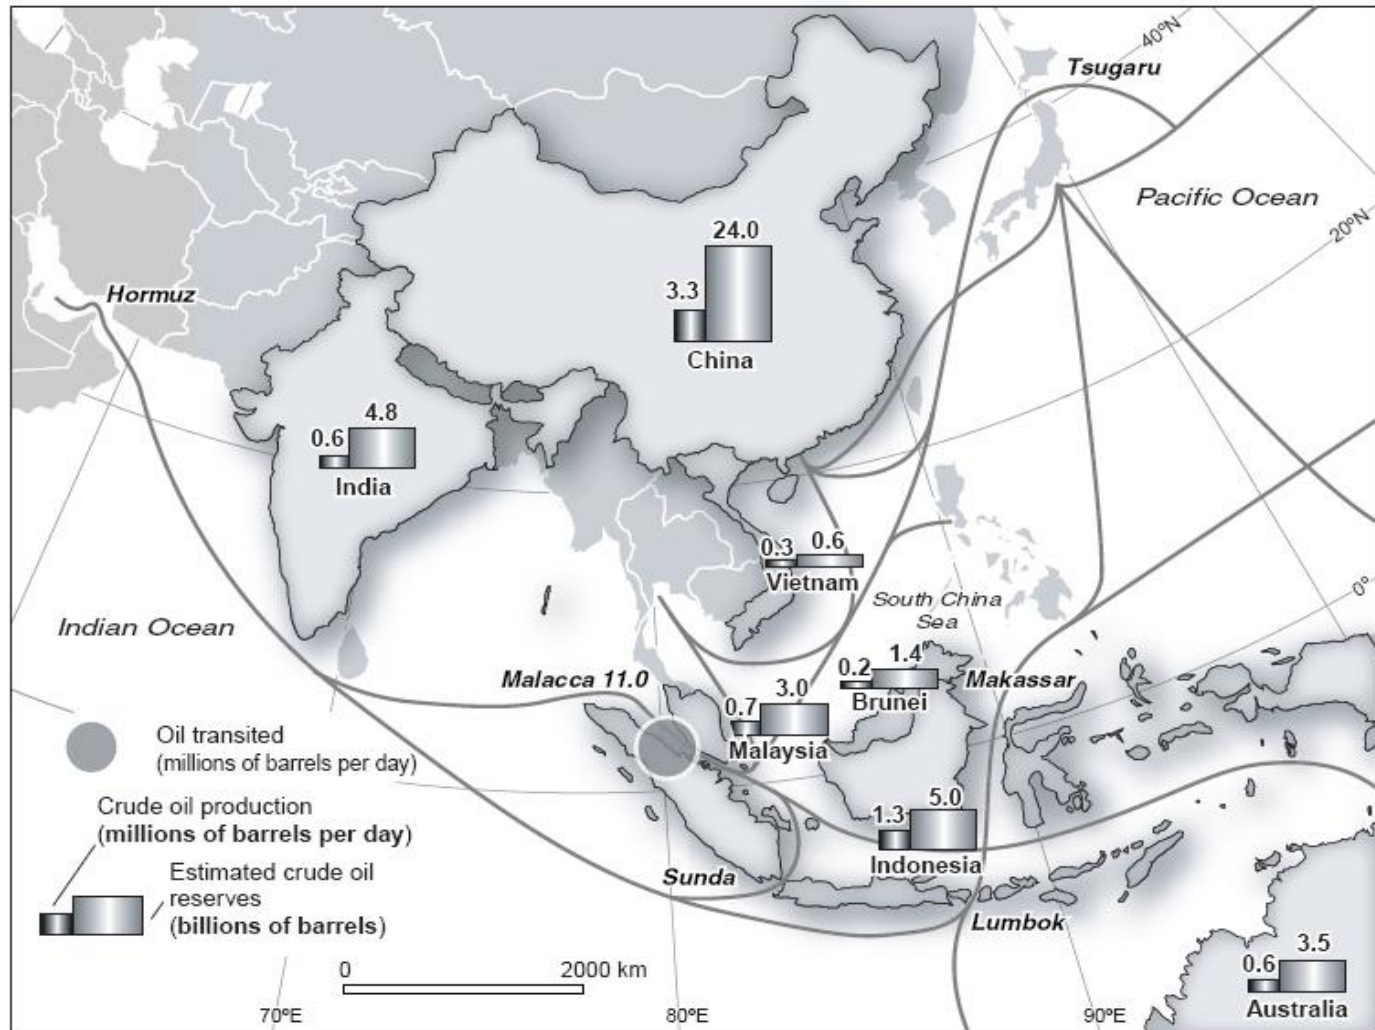 40ºN
Tsugaru
Pacific Ocean
20ºN
Hormuz
24.0
3.3
China
4.8
0.6
India
0.3
0.6
Vietnam
0º
South China
Sea
Indian Ocean
Malacca 11.0
0.2
1.4
Brunei
Makassar
0.7
3.0
Malaysia
Oil transited
(millions of barrels per day)
Crude oil production
(millions of barrels per day)
Estimated crude oil
reserves
(billions of barrels)
1.3
5.0
Indonesia
Sunda
Lumbok
0
2000 km
0.6
3.5
Australia
70ºE
80ºE
90ºE